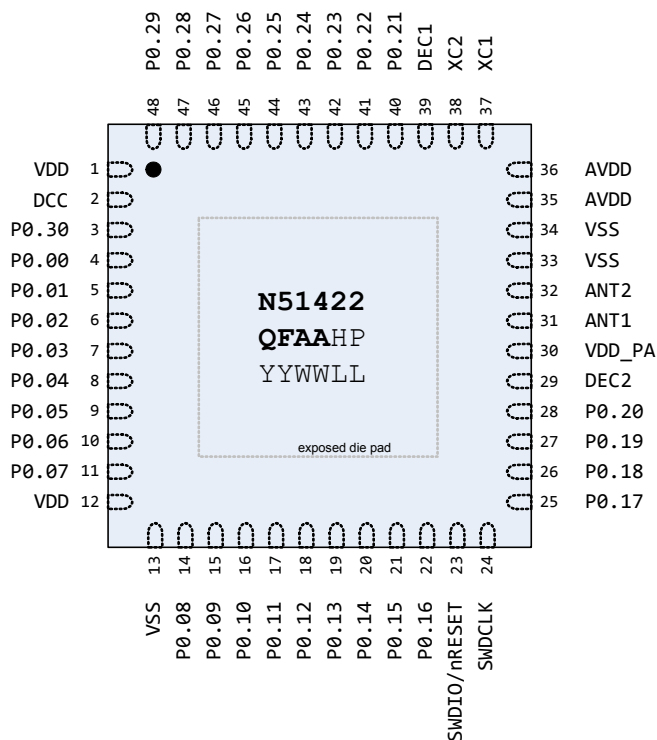 P0.29 P0.28 P0.27 P0.26 P0.25 P0.24 P0.23 P0.22 P0.21 DEC1 XC2 XC1
48 47 46 45 44 43 42 41 40 39 38 37
VDD 1 36 AVDD
DCC 2 35 AVDD
P0.30 3 34 VSS
P0.00 4 33 VSS
P0.01 5 32 ANT2
P0.02 6 31 ANT1
P0.03 7 30 VDD_PA
P0.04 8 29 DEC2
P0.05 9 28 P0.20
P0.06 10 27 P0.19
P0.07 11 26 P0.18
VDD 12 25 P0.17
N51422
QFAAHP
YYWWLL
exposed die pad
13 14 15 16 17 18 19 20 21 22 23 24
VSS P0.08 P0.09 P0.10 P0.11 P0.12 P0.13 P0.14 P0.15 P0.16 SWDIO/nRESET SWDCLK